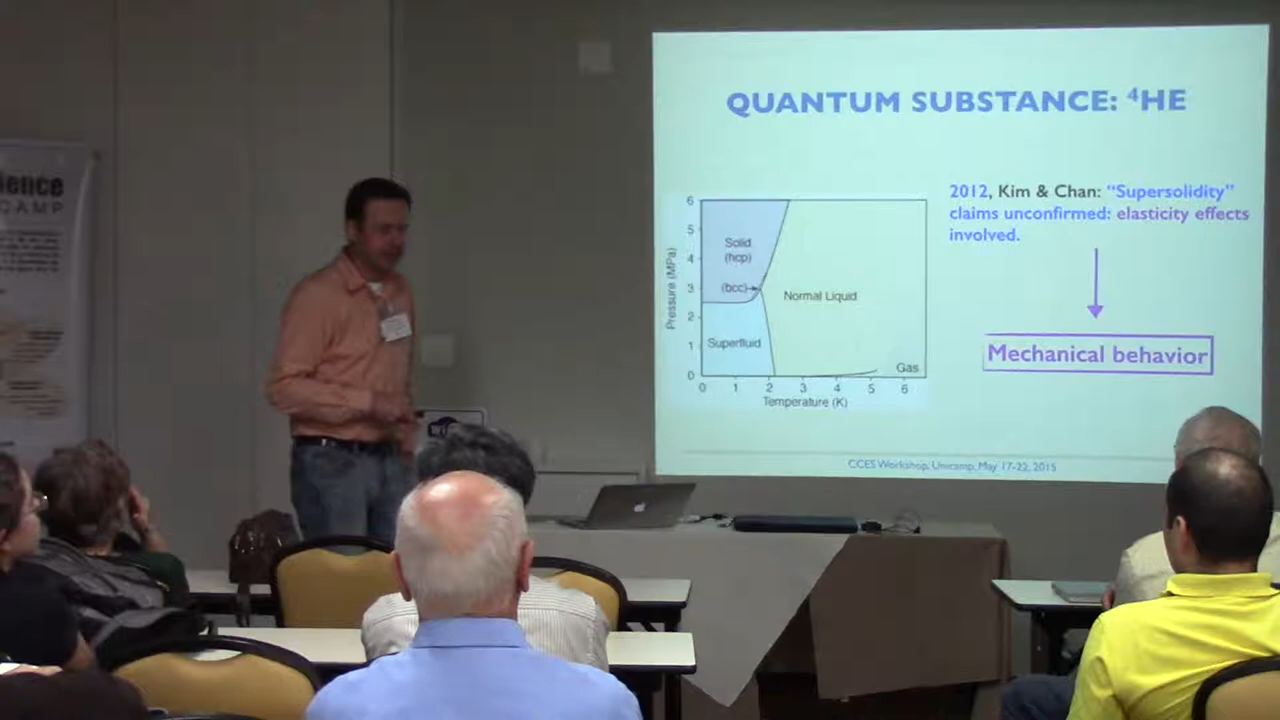 ience
CAMP
QUANTUM SUBSTANCE: ⁴HE
2012, Kim & Chan: “Supersolidity”
claims unconfirmed: elasticity effects
involved.
Mechanical behavior
6
5
4
3
2
1
0
Pressure (MPa)
Solid
(hcp)
(bcc)
Normal Liquid
Superfluid
Gas
0 1 2 3 4 5 6
Temperature (K)
CCES Workshop, Unicamp, May 17-22, 2015